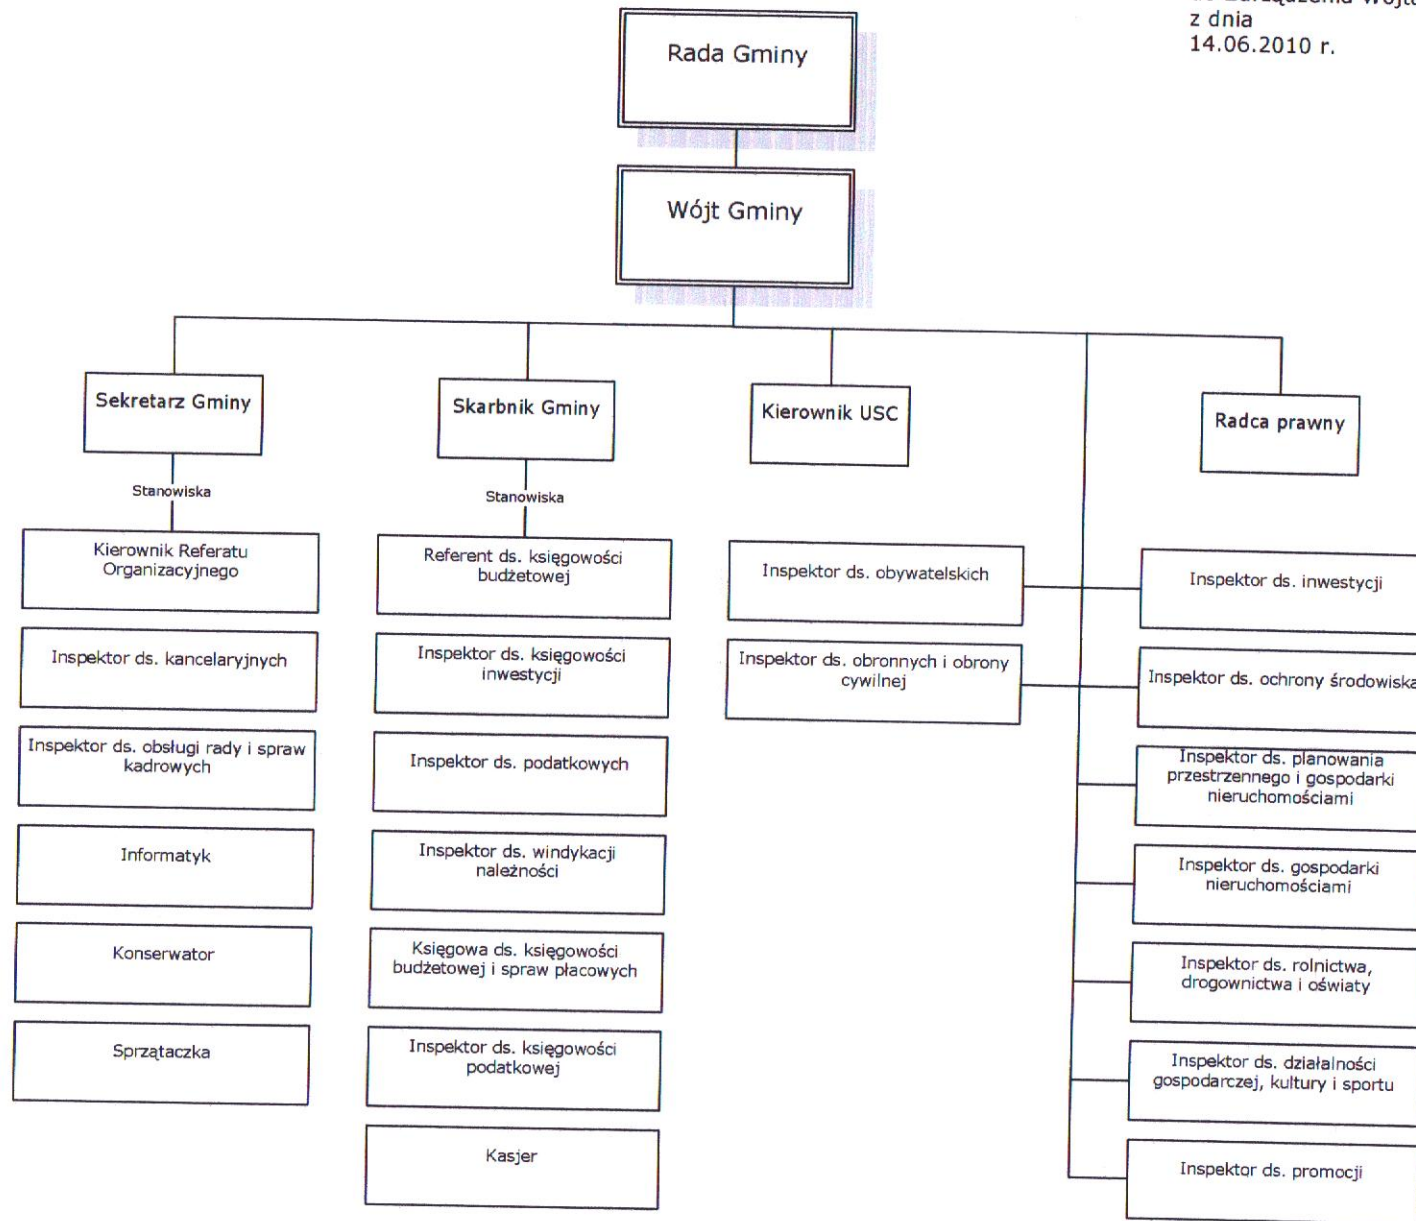 z dnia
14.06.2010 r.
Rada Gminy
Wójt Gminy
Sekretarz Gminy
Skarbnik Gminy
Kierownik USC
Radca prawny
Stanowiska
Stanowiska
Kierownik Referatu
Organizacyjnego
Inspektor ds. kancelaryjnych
Inspektor ds. obsługi rady i spraw
kadrowych
Informatyk
Konserwator
Sprzątaczka
Referent ds. księgowości
budżetowej
Inspektor ds. księgowości
inwestycji
Inspektor ds. podatkowych
Inspektor ds. windykacji
należności
Księgowa ds. księgowości
budżetowej i spraw płacowych
Inspektor ds. księgowości
podatkowej
Kasjer
Inspektor ds. obywatelskich
Inspektor ds. obronnych i obrony
cywilnej
Inspektor ds. inwestycji
Inspektor ds. ochrony środowiska
Inspektor ds. planowania
przestrzennego i gospodarki
nieruchomościami
Inspektor ds. gospodarki
nieruchomościami
Inspektor ds. rolnictwa,
drogownictwa i oświaty
Inspektor ds. działalności
gospodarczej, kultury i sportu
Inspektor ds. promocji